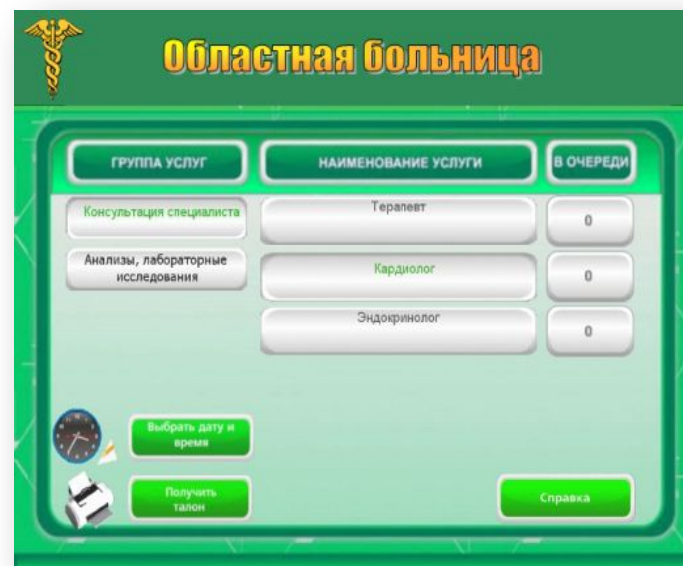 Областная больница
ГРУППА УСЛУГ
НАИМЕНОВАНИЕ УСЛУГИ
В ОЧЕРЕДИ
Консультация специалиста
Терапевт
0
Анализы, лабораторные
исследования
Кардиолог
0
Эндокринолог
0
Выбрать дату и
время
Получить
талон
Справка